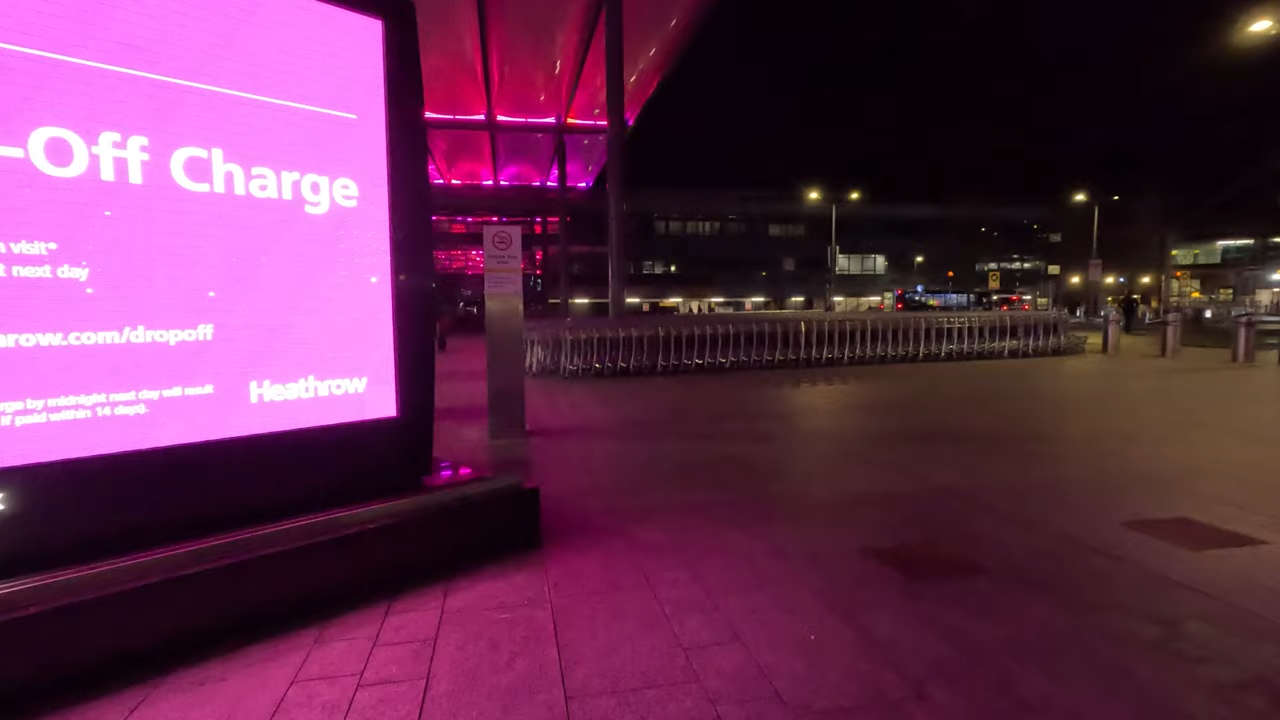 -Off Charge
visit*
t next day
row.com/dropoff
Heathrow
rge by midnight next day will result
if paid within 14 days).